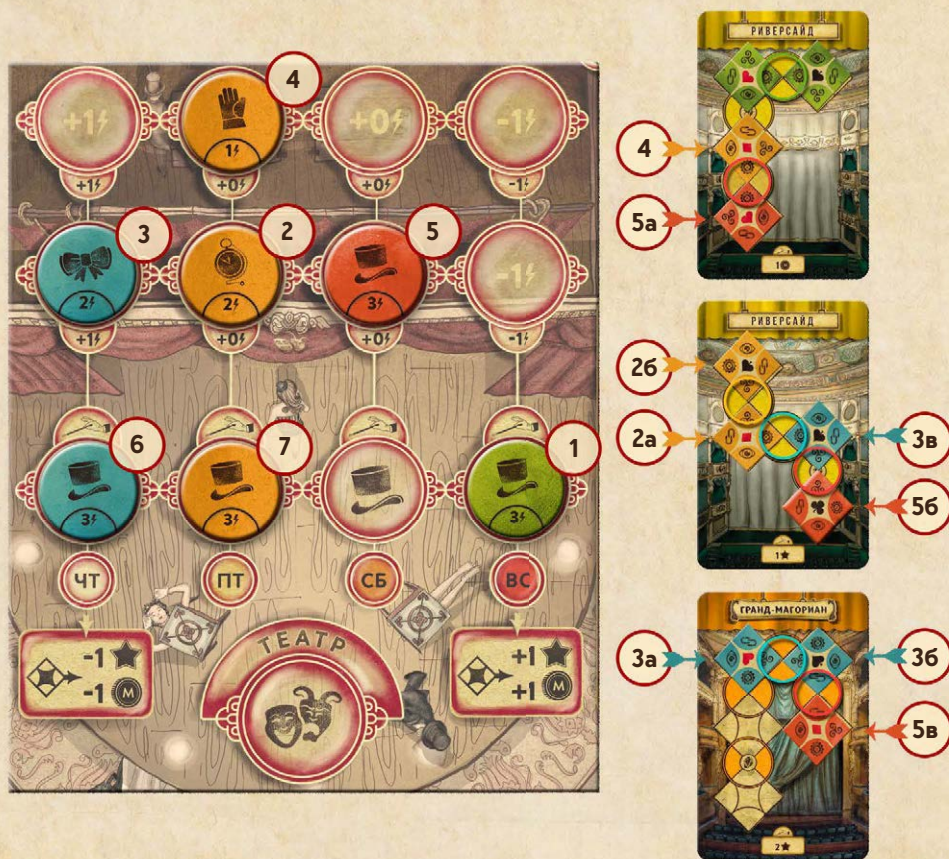 4
+1
1
+0
-1
+1
+0
+0
-1
3
2
5
2
2
3
-1
+1
+0
+0
-1
6
7
1
3
3
3
ЧТ
ПТ
СБ
ВС
-1
-1 М
ТЕАТР
+1
+1 М
РИВЕРСАЙД
4
5а
1
РИВЕРСАЙД
2б
2а
3в
5б
1
ГРАНД-МАГОРИАН
3а
3б
5в
2